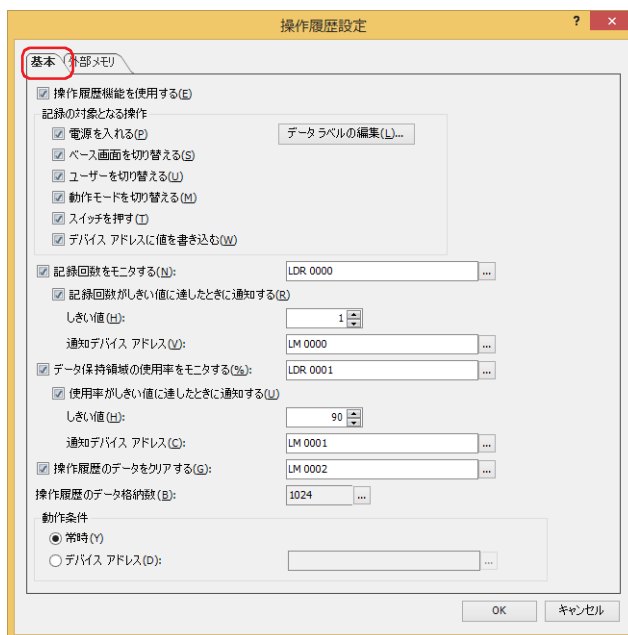 操作履歴設定
? ×
基本 外部メモリ
操作履歴機能を使用する(E)
記録の対象となる操作
電源を入れる(P) データ ラベルの編集(L)...
ベース画面を切り替える(S)
ユーザーを切り替える(U)
動作モードを切り替える(M)
スイッチを押す(T)
デバイス アドレスに値を書き込む(W)
記録回数をモニタする(N): LDR 0000 ...
記録回数がしきい値に達したときに通知する(R)
しきい値(H): 1
通知デバイス アドレス(V): LM 0000 ...
データ保持領域の使用率をモニタする(%): LDR 0001 ...
使用率がしきい値に達したときに通知する(U)
しきい値(H): 90
通知デバイス アドレス(C): LM 0001 ...
操作履歴のデータをクリアする(G): LM 0002 ...
操作履歴のデータ格納数(B): 1024 ...
動作条件
常時(Y)
デバイス アドレス(D): ...
OK キャンセル